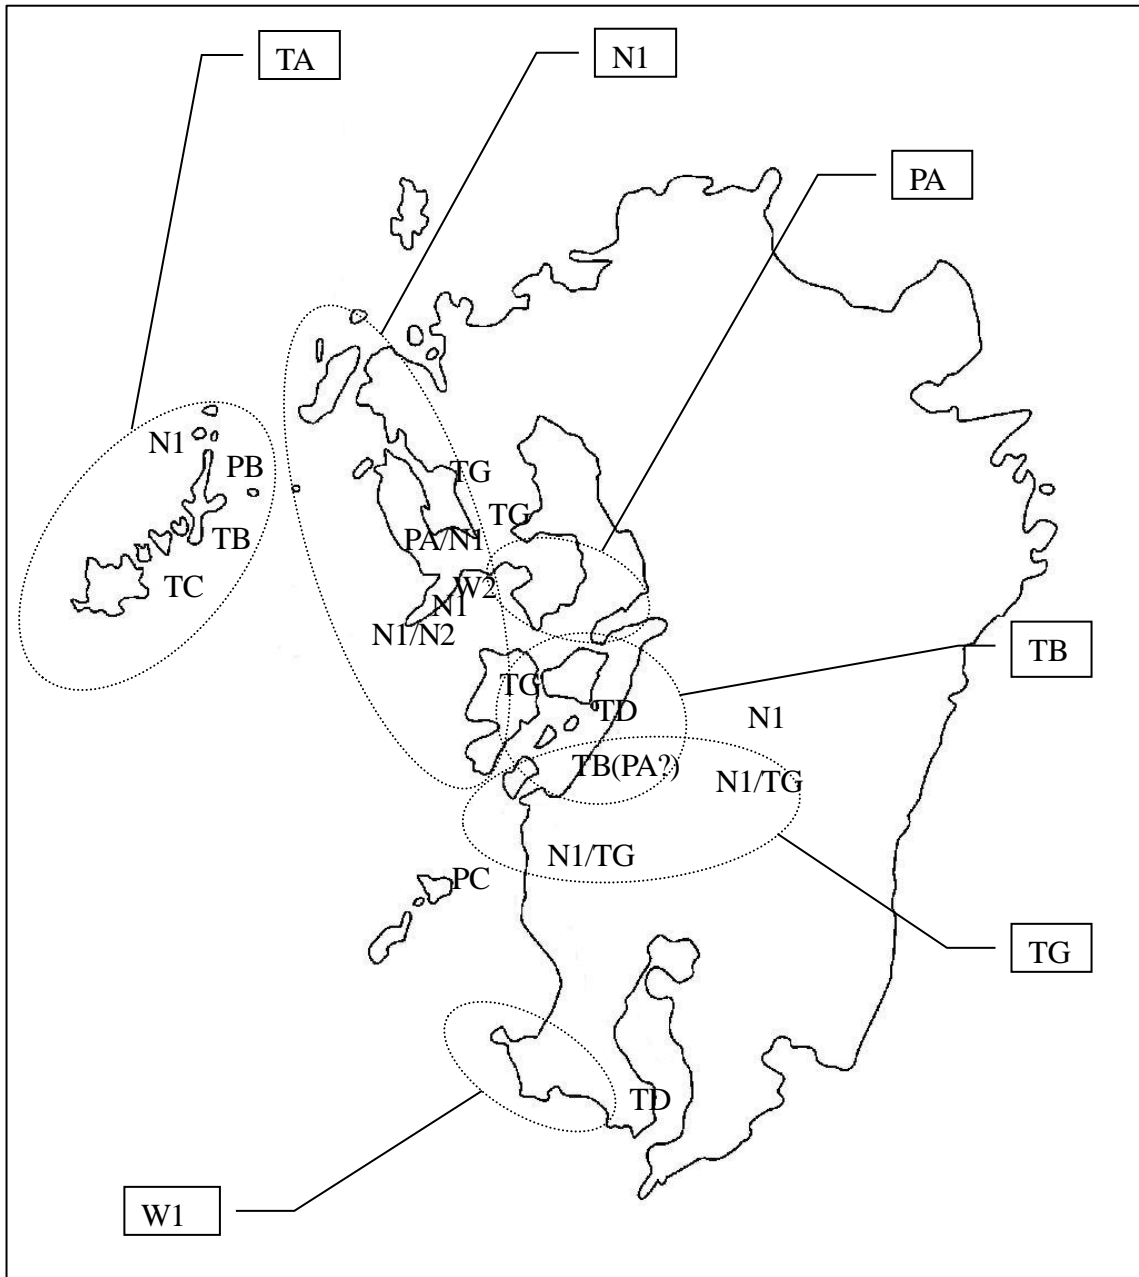 TA
N1
PA
N1
PB
TG
TG
TB
PA/N1
TC
W2
N1
N1/N2
TB
TG
TD
N1
TB(PA?)
N1/TG
N1/TG
PC
TG
TD
W1